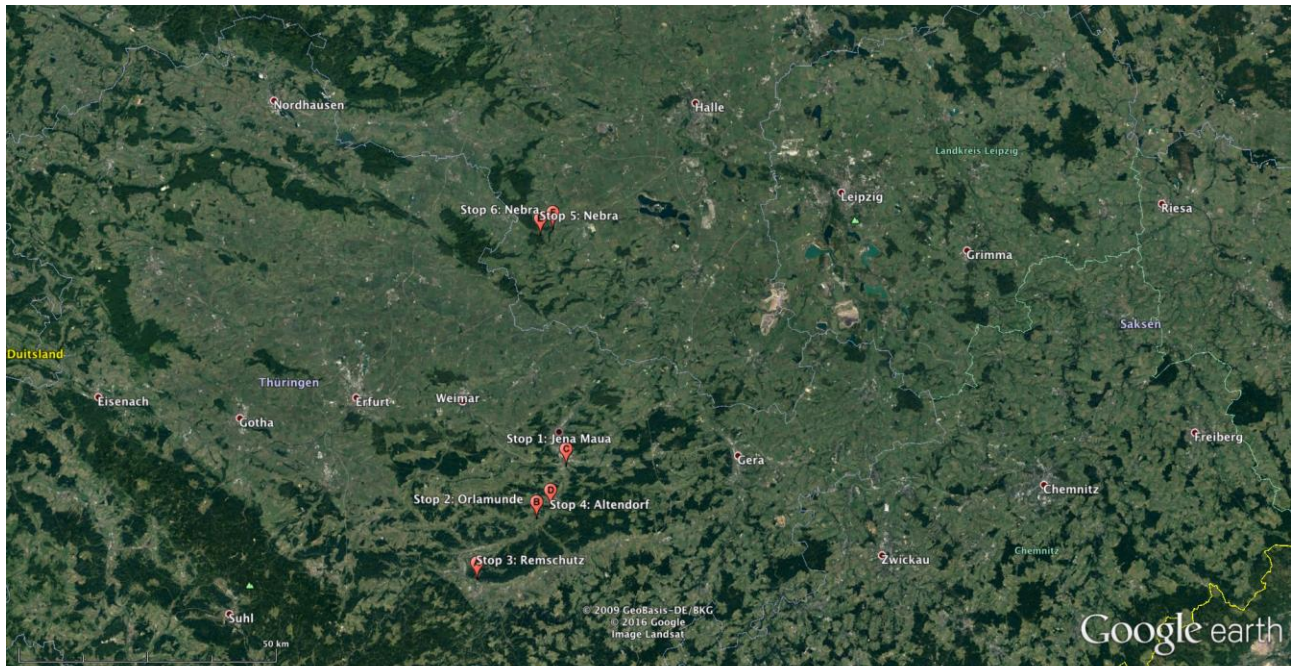 Nordhausen
Halle
Landkreis Leipzig
Leipzig
Riesa
Stop 6: Nebra
Stop 5: Nebra
Grimma
Saksen
Duitsland
Thüringen
Eisenach
Gotha
Erfurt
Weimar
Stop 1: Jena Maua
C
Gera
Freiberg
Chemnitz
Stop 2: Orlamunde
B
D
Stop 4: Altendorf
Stop 3: Remschutz
Zwickau
Chemnitz
Suhl
50 km
© 2009 GeoBasis-DE/BKG
© 2016 Google
Image Landsat
Google earth